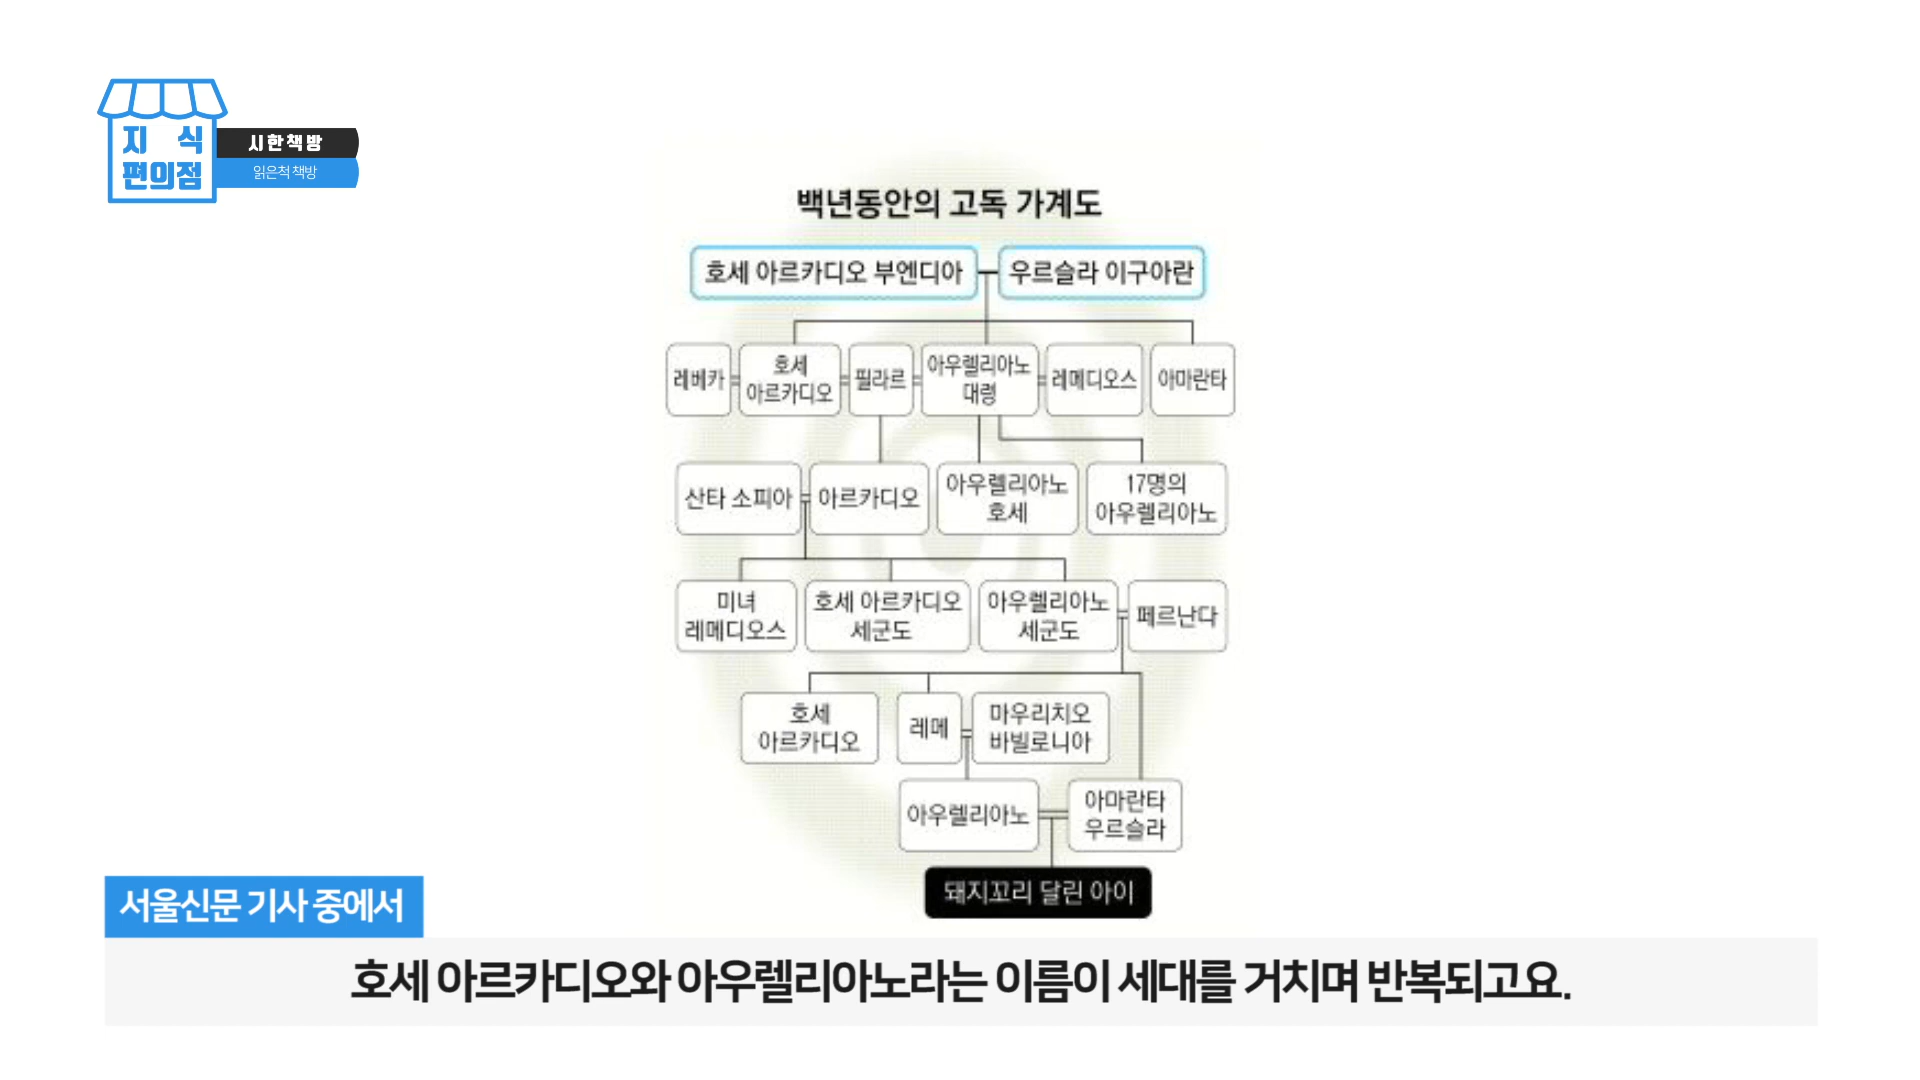 지 식
편의점
시한책방
읽은척 책방
백년동안의 고독 가계도
호세 아르카디오 부엔디아
우르슬라 이구아란
레베카
호세
아르카디오
필라르
아우렐리아노
대령
레메디오스
아마란타
산타 소피아
아르카디오
아우렐리아노
호세
17명의
아우렐리아노
미녀
레메디오스
호세 아르카디오
세군도
아우렐리아노
세군도
페르난다
호세
아르카디오
레메
마우리치오
바빌로니아
아우렐리아노
아마란타
우르슬라
돼지꼬리 달린 아이
서울신문 기사 중에서
호세 아르카디오와 아우렐리아노라는 이름이 세대를 거치며 반복되고요.